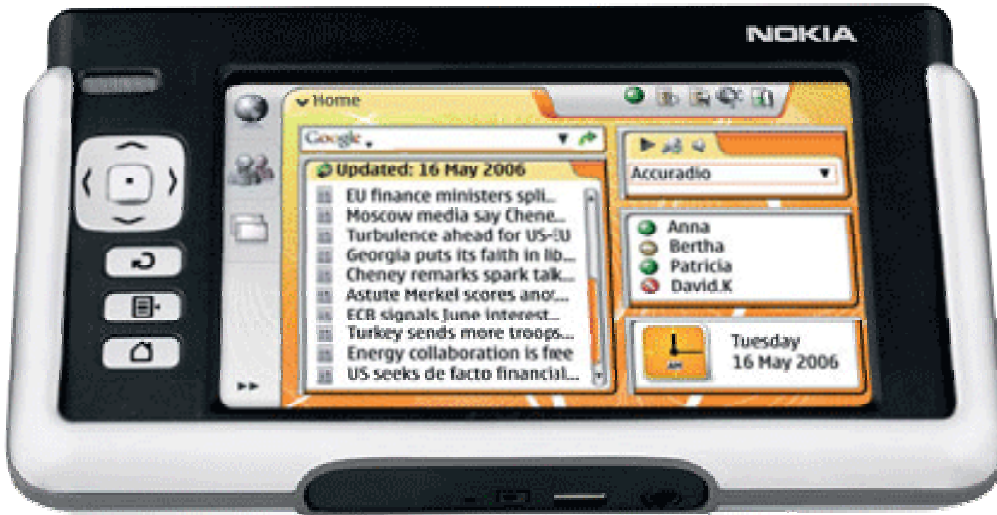 NOKIA
Home
Google
Updated: 16 May 2006
EU finance ministers spli...
Moscow media say Chene...
Turbulence ahead for US-EU
Georgia puts its faith in lib...
Cheney remarks spark talk...
Astute Merkel scores anot...
ECB signals June interest...
Turkey sends more troops...
Energy collaboration is free
US seeks de facto financial...
Accuradio
Anna
Bertha
Patricia
David.K
AM
Tuesday
16 May 2006